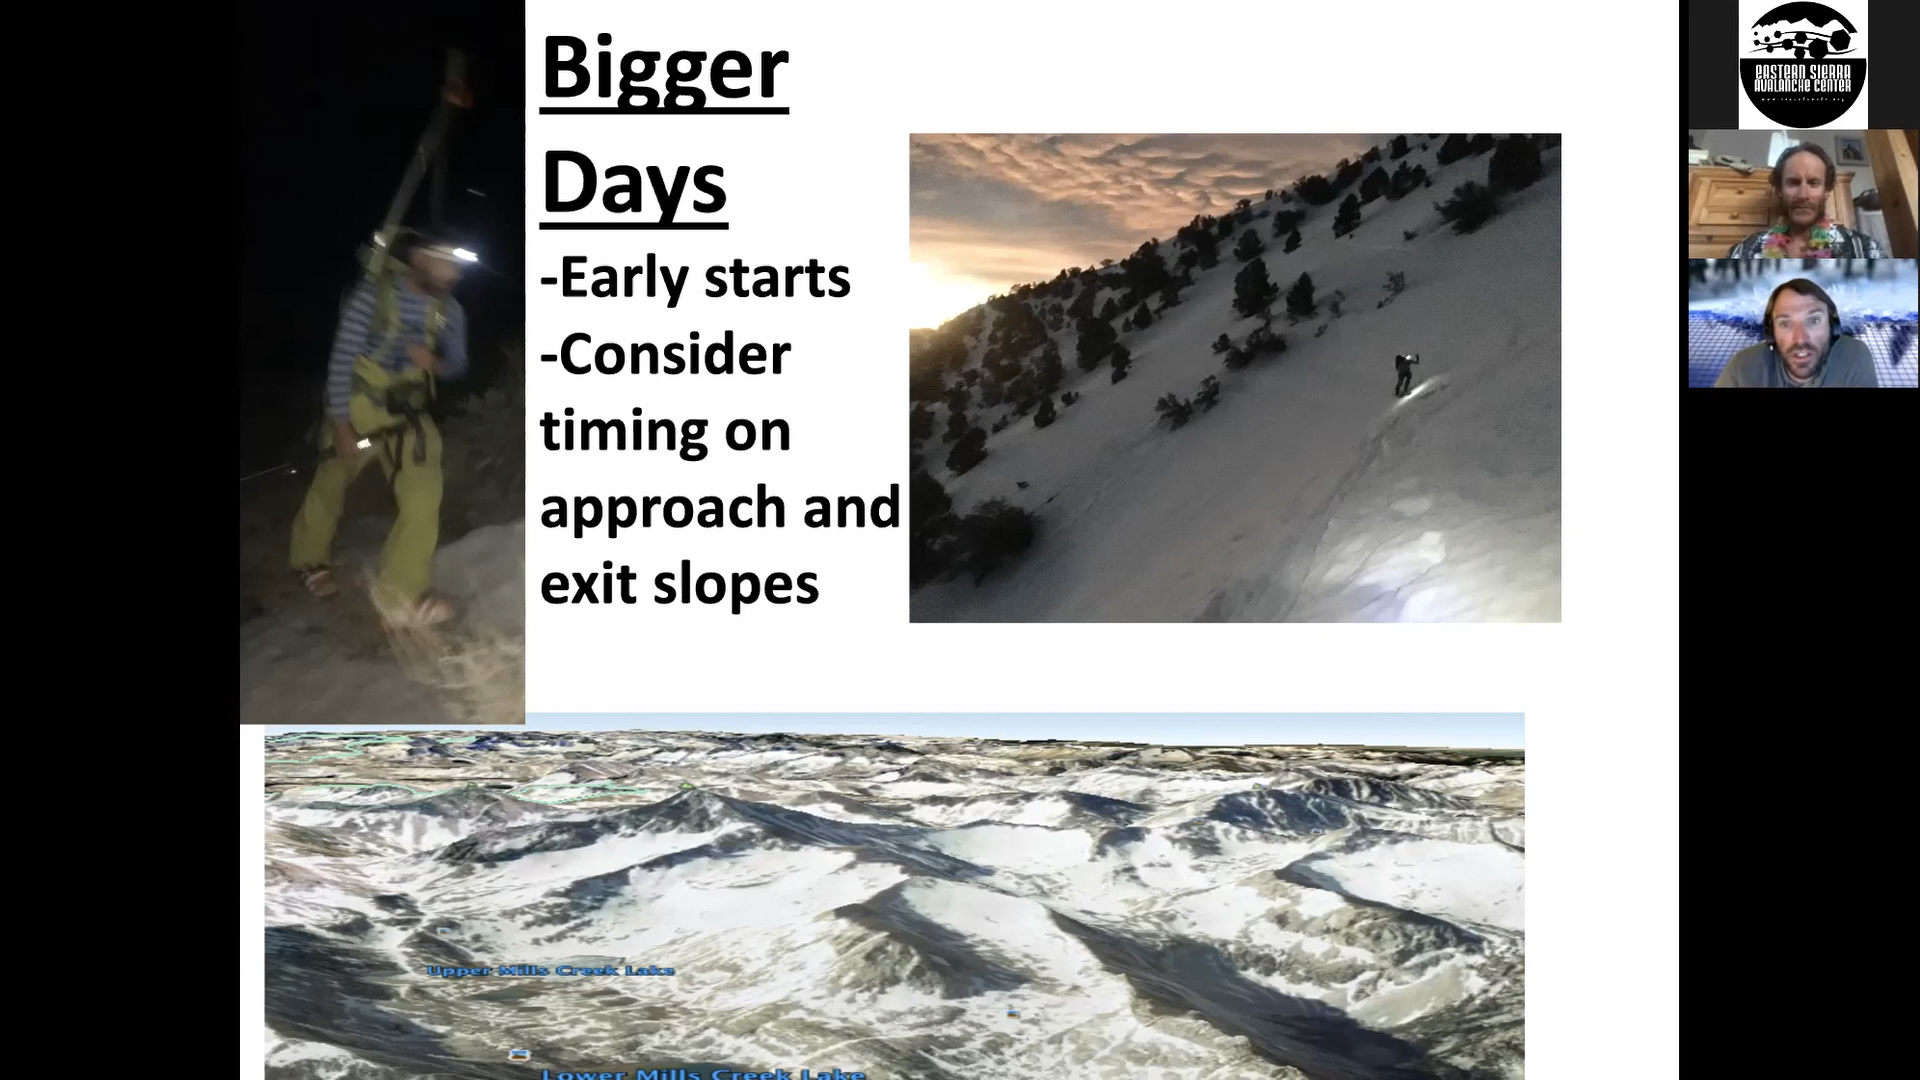 Bigger
Days
-Early starts
-Consider
timing on
approach and
exit slopes
EASTERN SIERRA
AVALANCHE CENTER
Upper Mills Creek Lake
Lower Mills Creek Lake